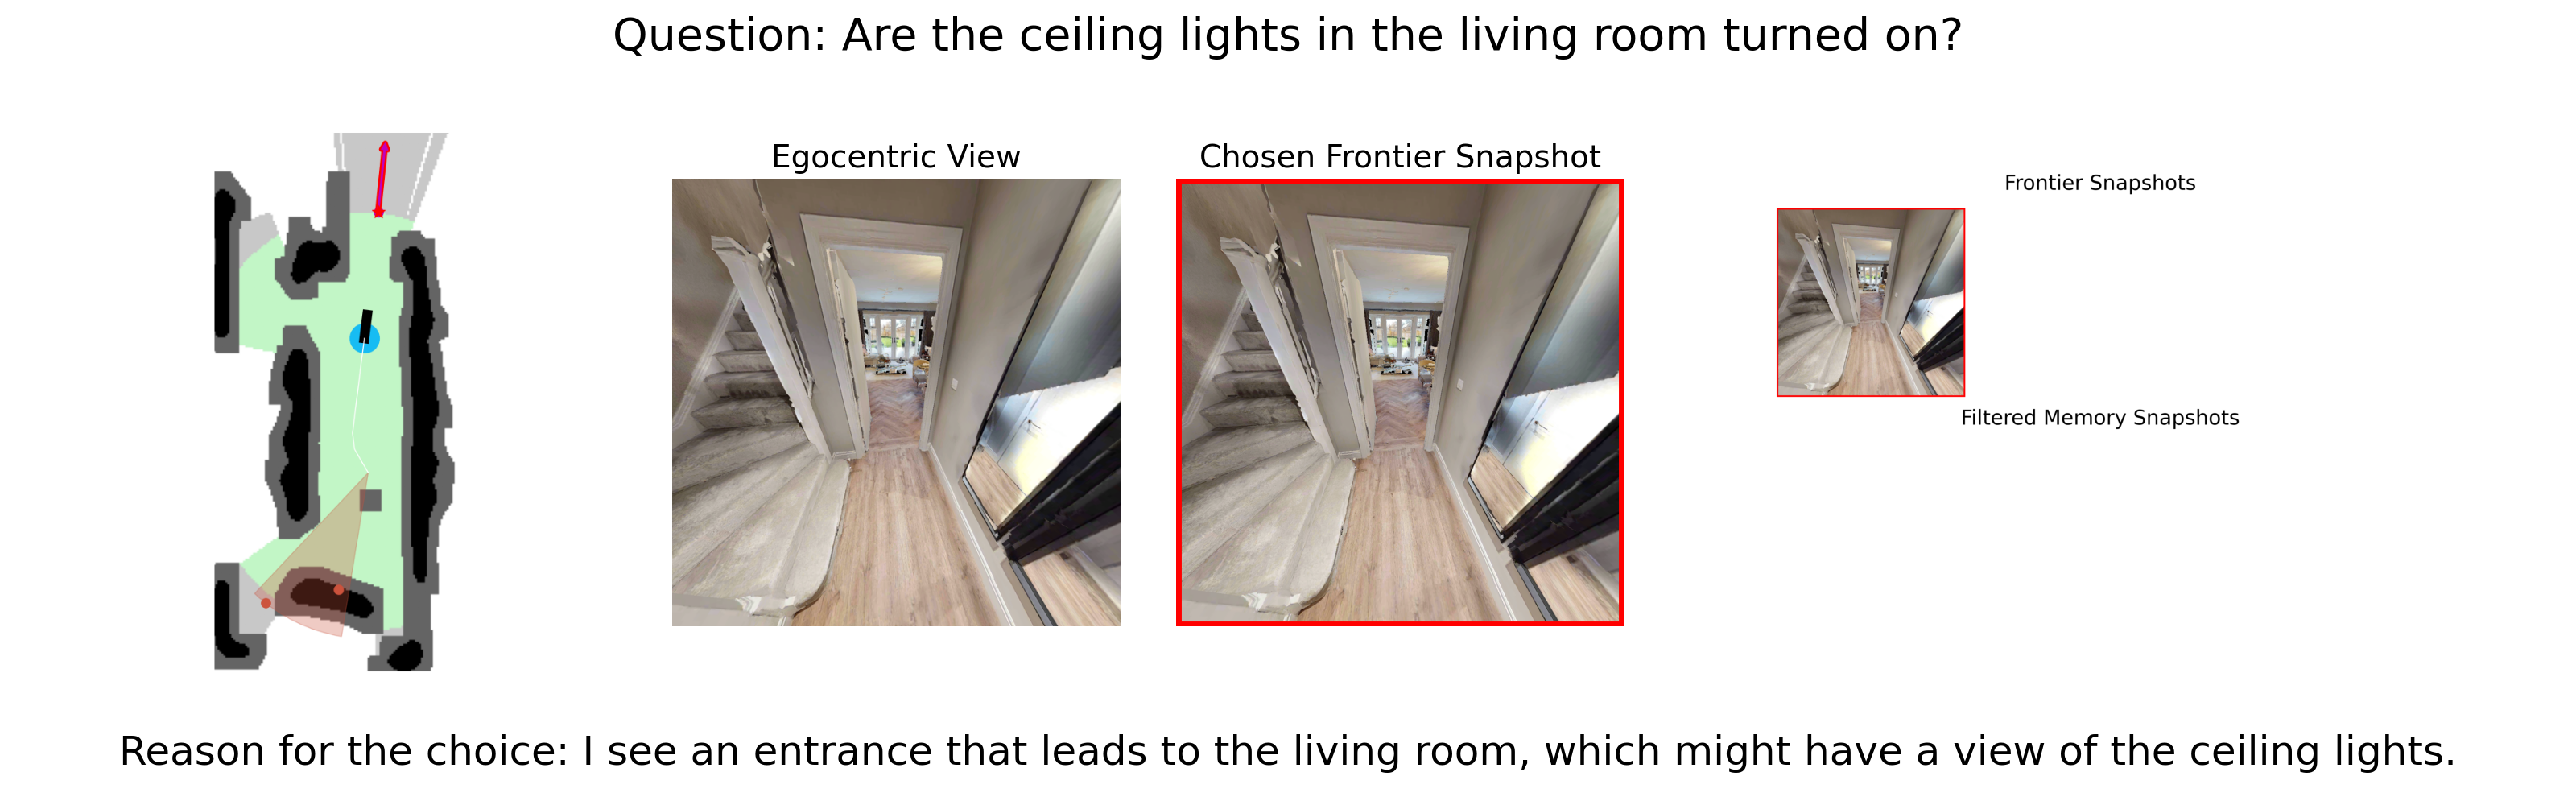 Question: Are the ceiling lights in the living room turned on?
Egocentric View
Chosen Frontier Snapshot
Frontier Snapshots
Filtered Memory Snapshots
Reason for the choice: I see an entrance that leads to the living room, which might have a view of the ceiling lights.